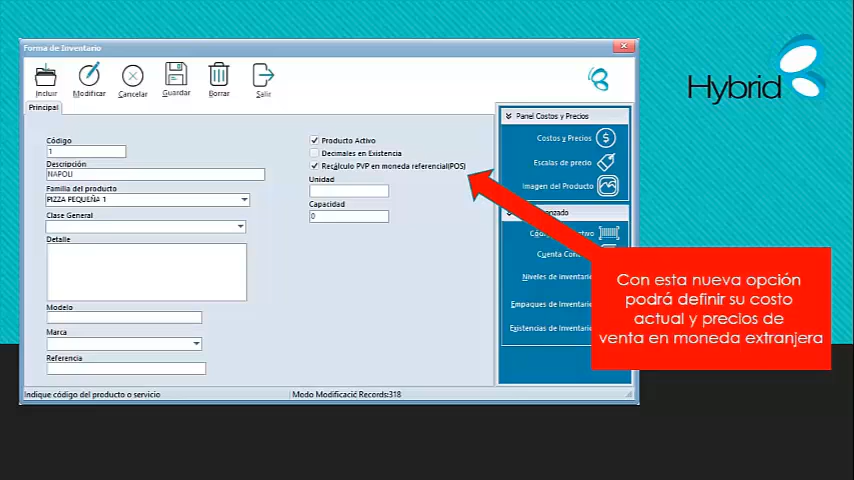 Forma de Inventario
Incluir
Modificar
Cancelar
Guardar
Borrar
Salir
Principal
Código
1
Descripción
NAPOLI
Familia del producto
PIZZA PEQUEÑA 1
Clase General
Detalle
Modelo
Marca
Referencia
Producto Activo
Decimales en Existencia
Recálculo PVP en moneda referencial(POS)
Unidad
Capacidad
0
Panel Costos y Precios
Costos y Precios
Escalas de precio
Imagen del Producto
Niveles de inventario
Empaques de Inventario
Existencias de Inventario
Indique código del producto o servicio
Modo Modificació Records:318
Hybrid
Con esta nueva opción
podrá definir su costo
actual y precios de
venta en moneda extranjera